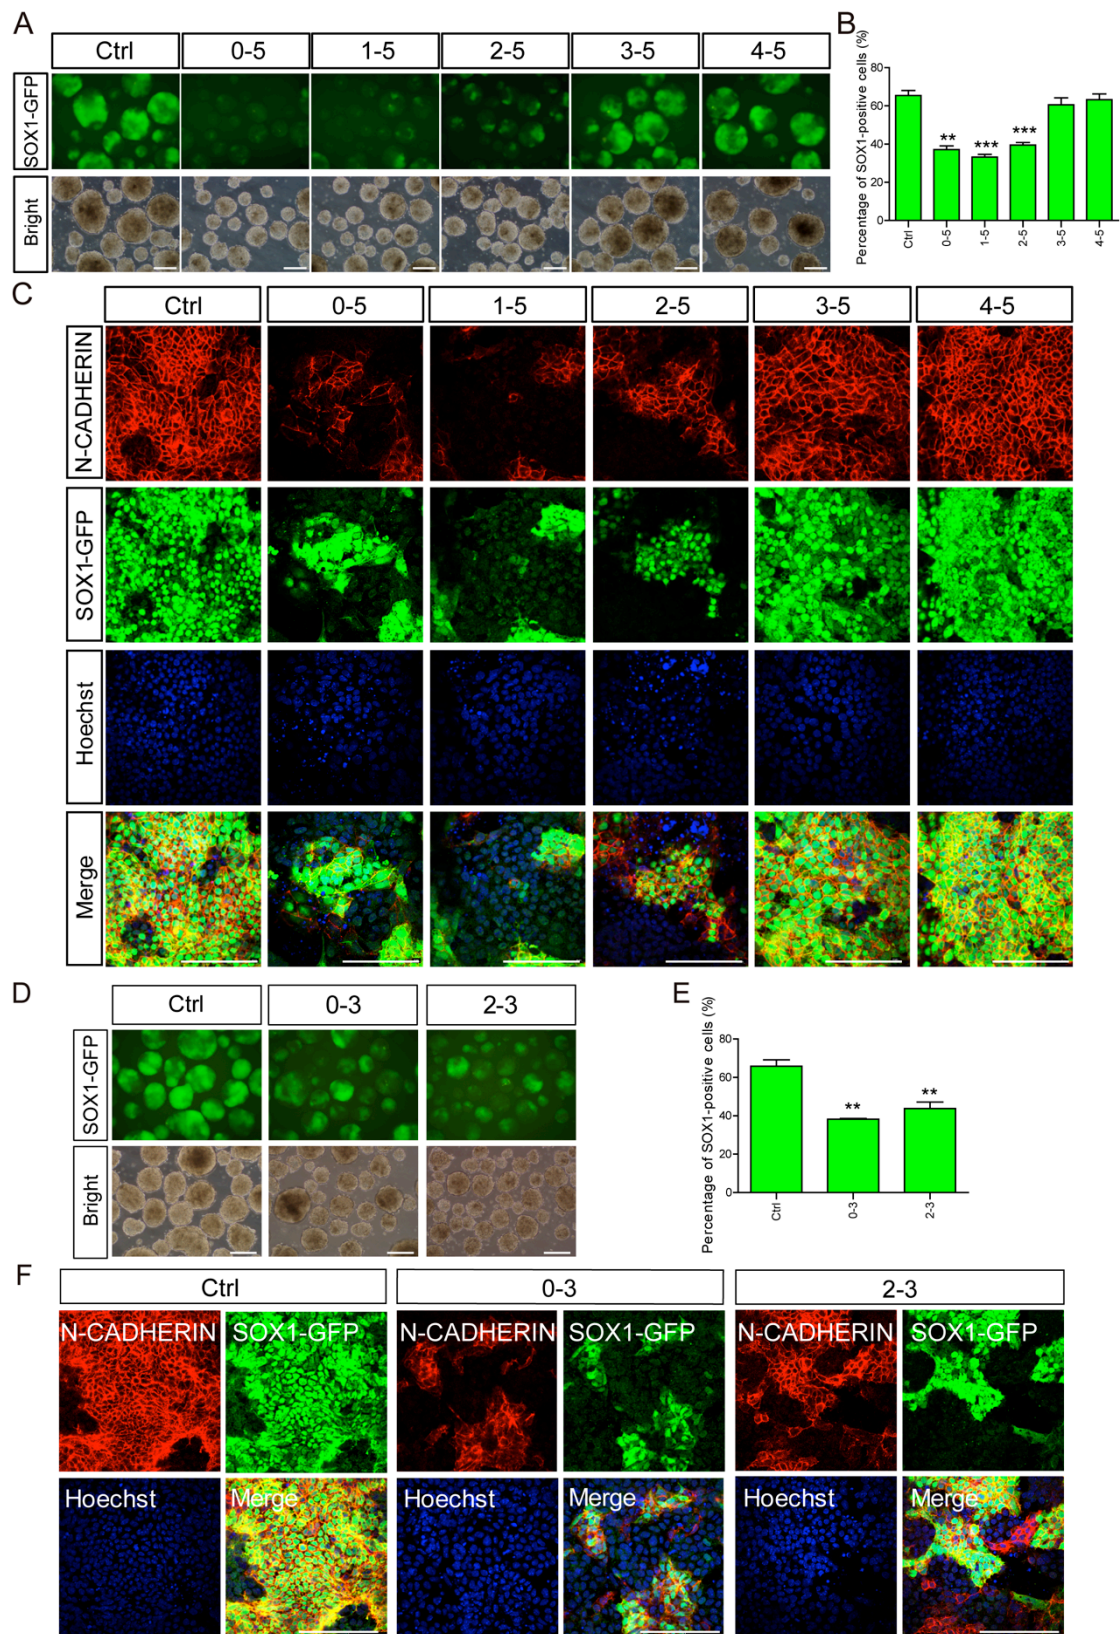 A
Ctrl 0-5 1-5 2-5 3-5 4-5
SOX1-GFP
Bright
B
Percentage of SOX1-positive cells (%)
80
60
40
20
0
** *** ***
Ctrl 0-5 1-5 2-5 3-5 4-5
C
Ctrl 0-5 1-5 2-5 3-5 4-5
N-CADHERIN
SOX1-GFP
Hoechst
Merge
D
Ctrl 0-3 2-3
SOX1-GFP
Bright
E
Percentage of SOX1-positive cells (%)
80
60
40
20
0
** **
Ctrl 0-3 2-3
F
Ctrl 0-3 2-3
N-CADHERIN SOX1-GFP N-CADHERIN SOX1-GFP N-CADHERIN SOX1-GFP
Hoechst Merge Hoechst Merge Hoechst Merge